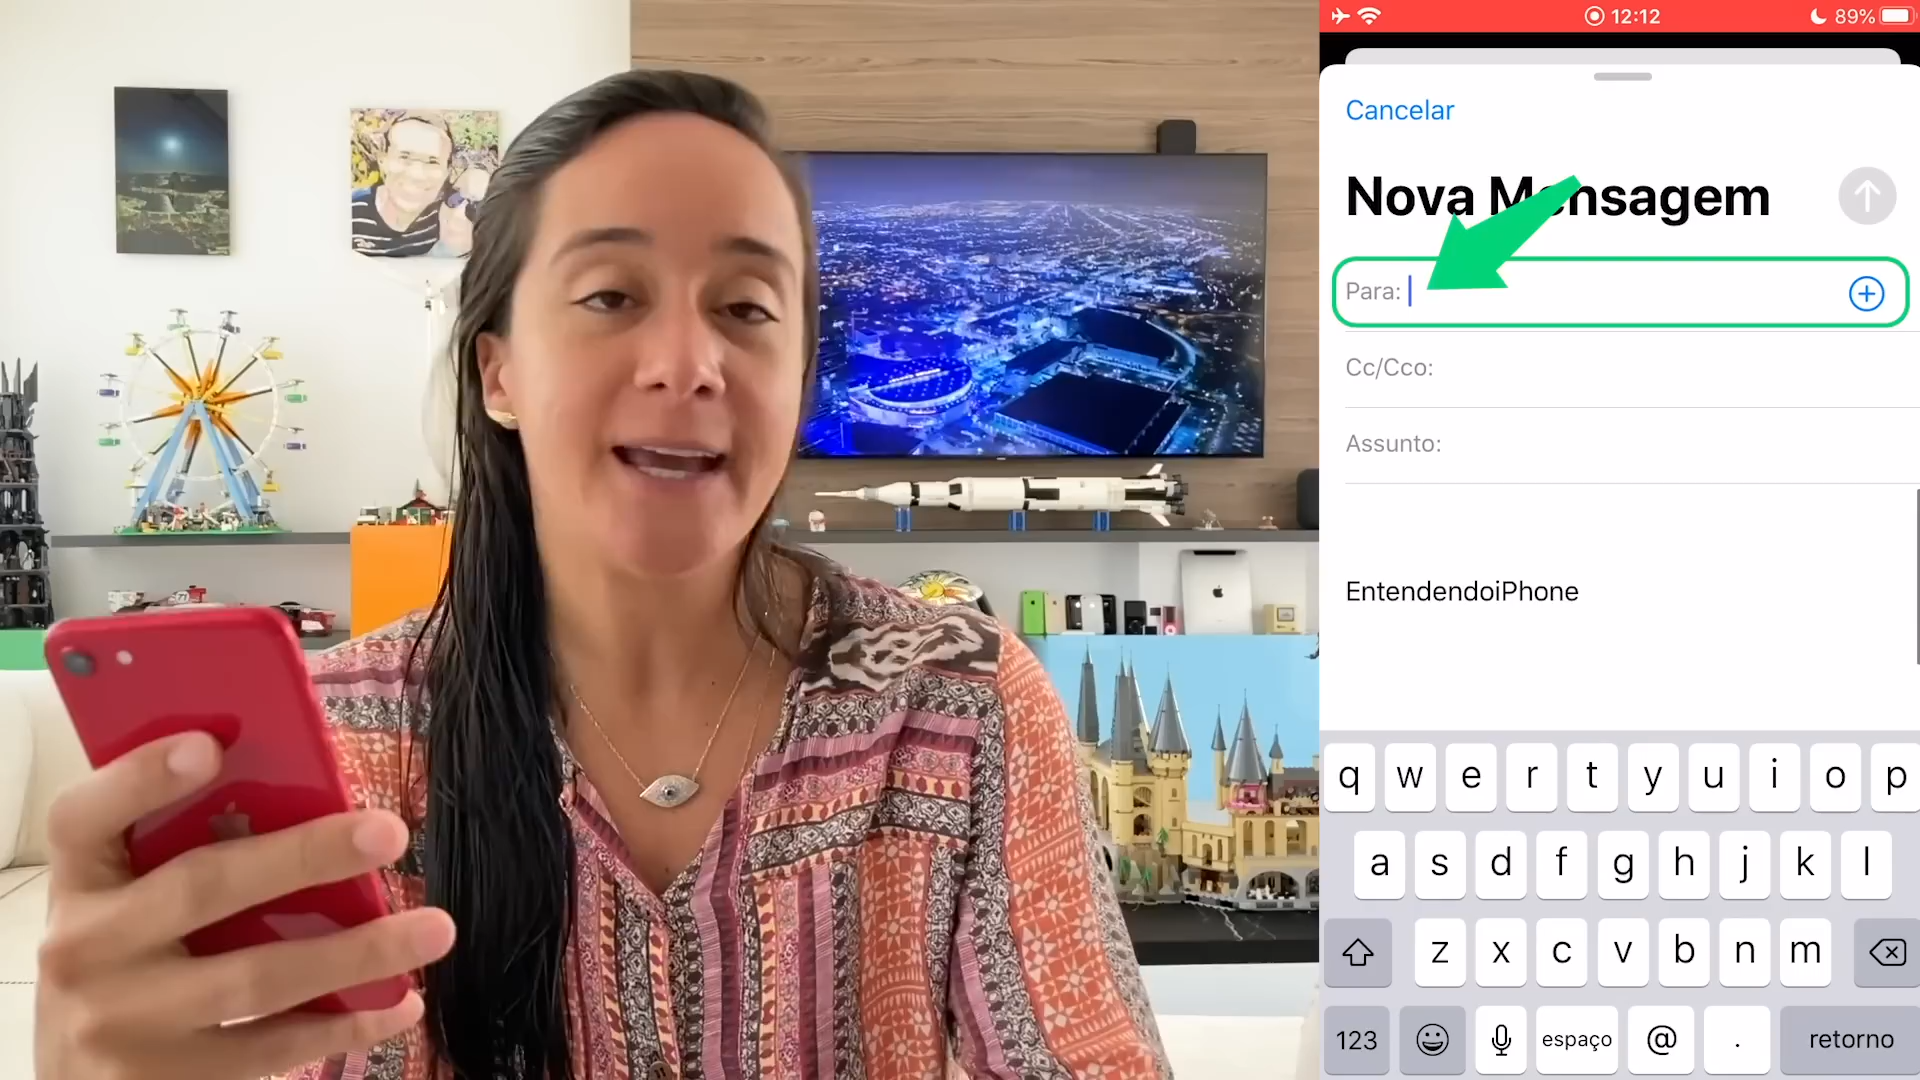 12:12
89%
Cancelar
Nova Mensagem
Para:
Cc/Cco:
Assunto:
EntendendoiPhone
q w e r t y u i o p
a s d f g h j k l
z x c v b n m
123 espaço @ . retorno